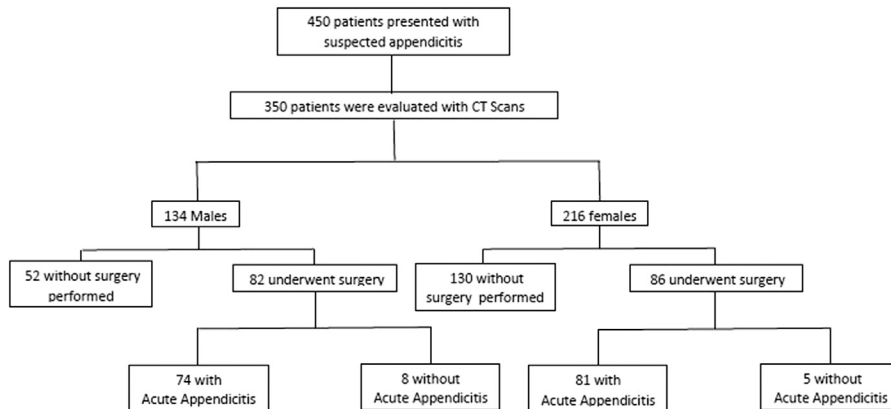 450 patients presented with
suspected appendicitis
350 patients were evaluated with CT Scans
134 Males
216 females
52 without surgery
performed
82 underwent surgery
130 without
surgery performed
86 underwent surgery
74 with
Acute Appendicitis
8 without
Acute Appendicitis
81 with
Acute Appendicitis
5 without
Acute Appendicitis